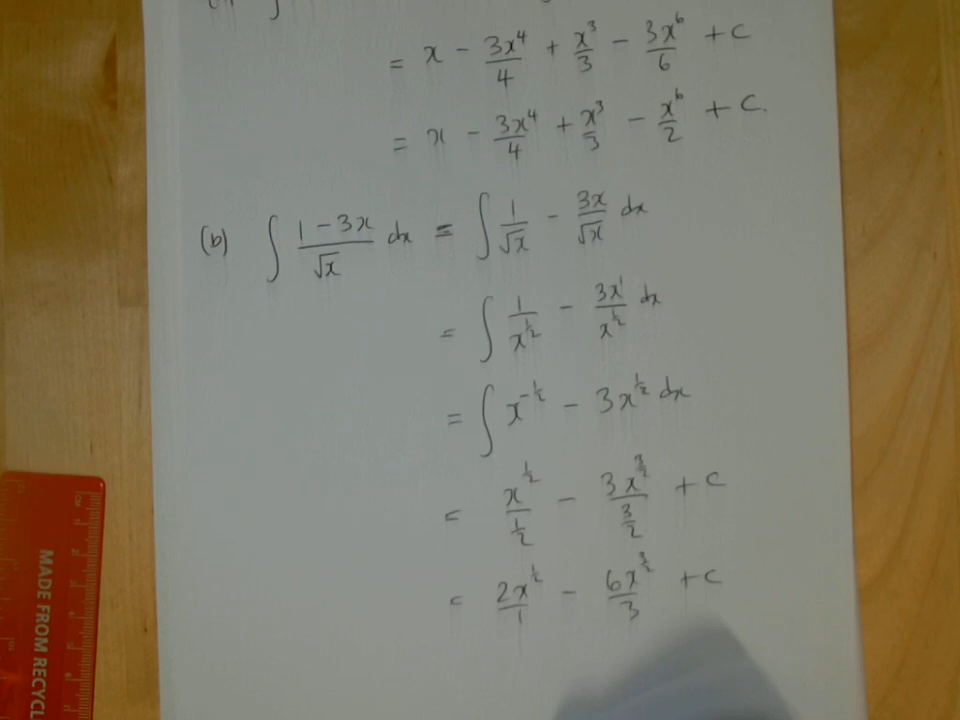 = x - 3x⁴/4 + x³/3 - 3x⁶/6 + C
= x - 3x⁴/4 + x³/3 - x⁶/2 + C.
(b) ∫ (1 - 3x)/√x dx = ∫ 1/√x - 3x/√x dx
= ∫ 1/x^(1/2) - 3x¹/x^(1/2) dx
= ∫ x^(-1/2) - 3x^(1/2) dx
= x^(1/2)/(1/2) - 3x^(3/2)/(3/2) + C
= 2x^(1/2)/1 - 6x^(3/2)/3 + C
MADE FROM RECYCL